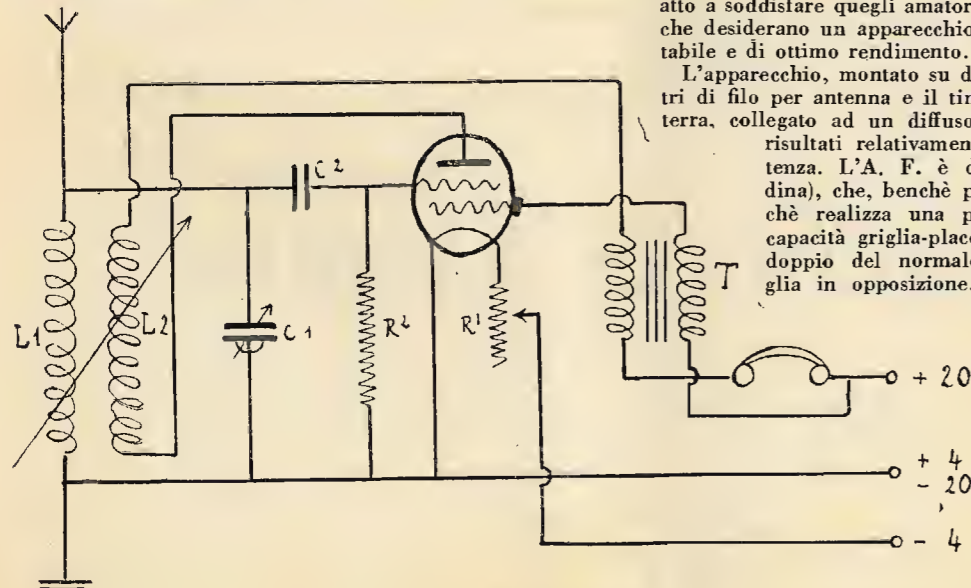 atto a soddisfare quegli amator
che desiderano un apparecchio
tabile e di ottimo rendimento.
L'apparecchio, montato su d
tri di filo per antenna e il tir
terra, collegato ad un diffuso
risultati relativamen
tenza. L'A. F. è c
dina), che, benchè p
chè realizza una p
capacità griglia-placc
doppio del normale
glia in opposizione.
C2
L1
L2
C1
R2
R1
T
+ 20
+ 4
- 20
- 4